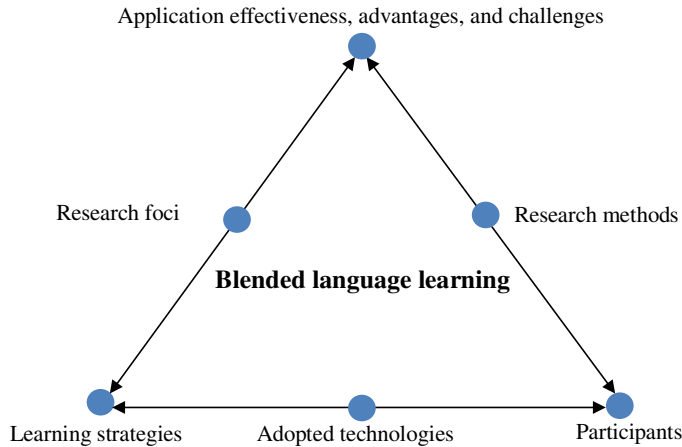 Application effectiveness, advantages, and challenges
Research foci
Research methods
Blended language learning
Learning strategies
Adopted technologies
Participants